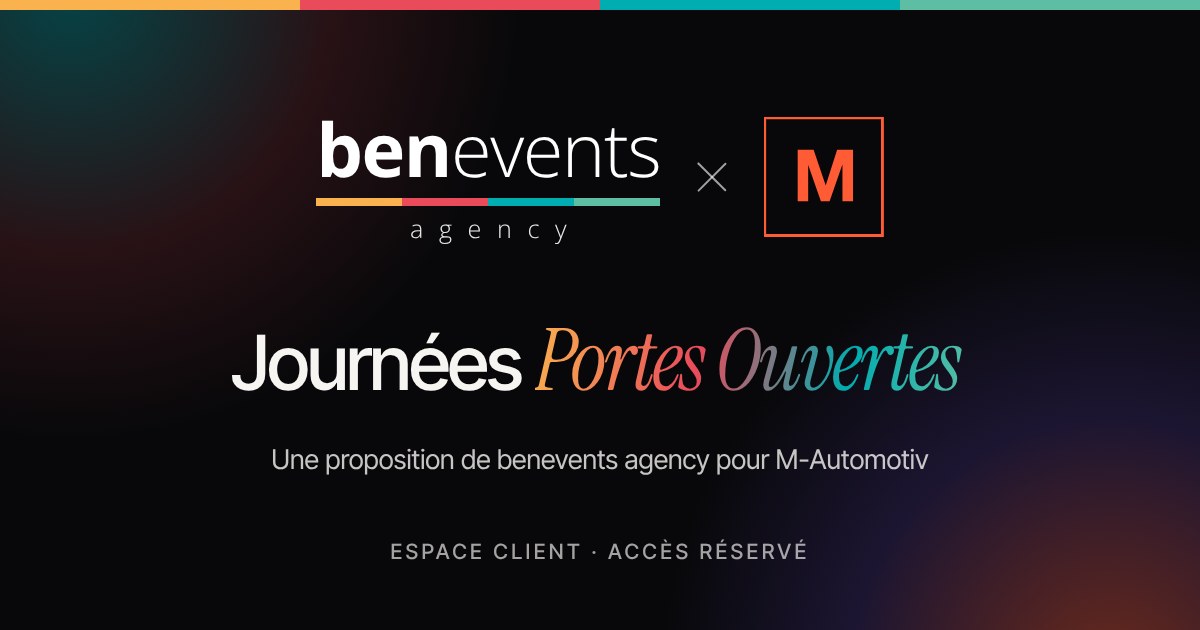 benevents
agency
×
M
Journées Portes Ouvertes
Une proposition de benevents agency pour M-Automotiv
ESPACE CLIENT · ACCÈS RÉSERVÉ